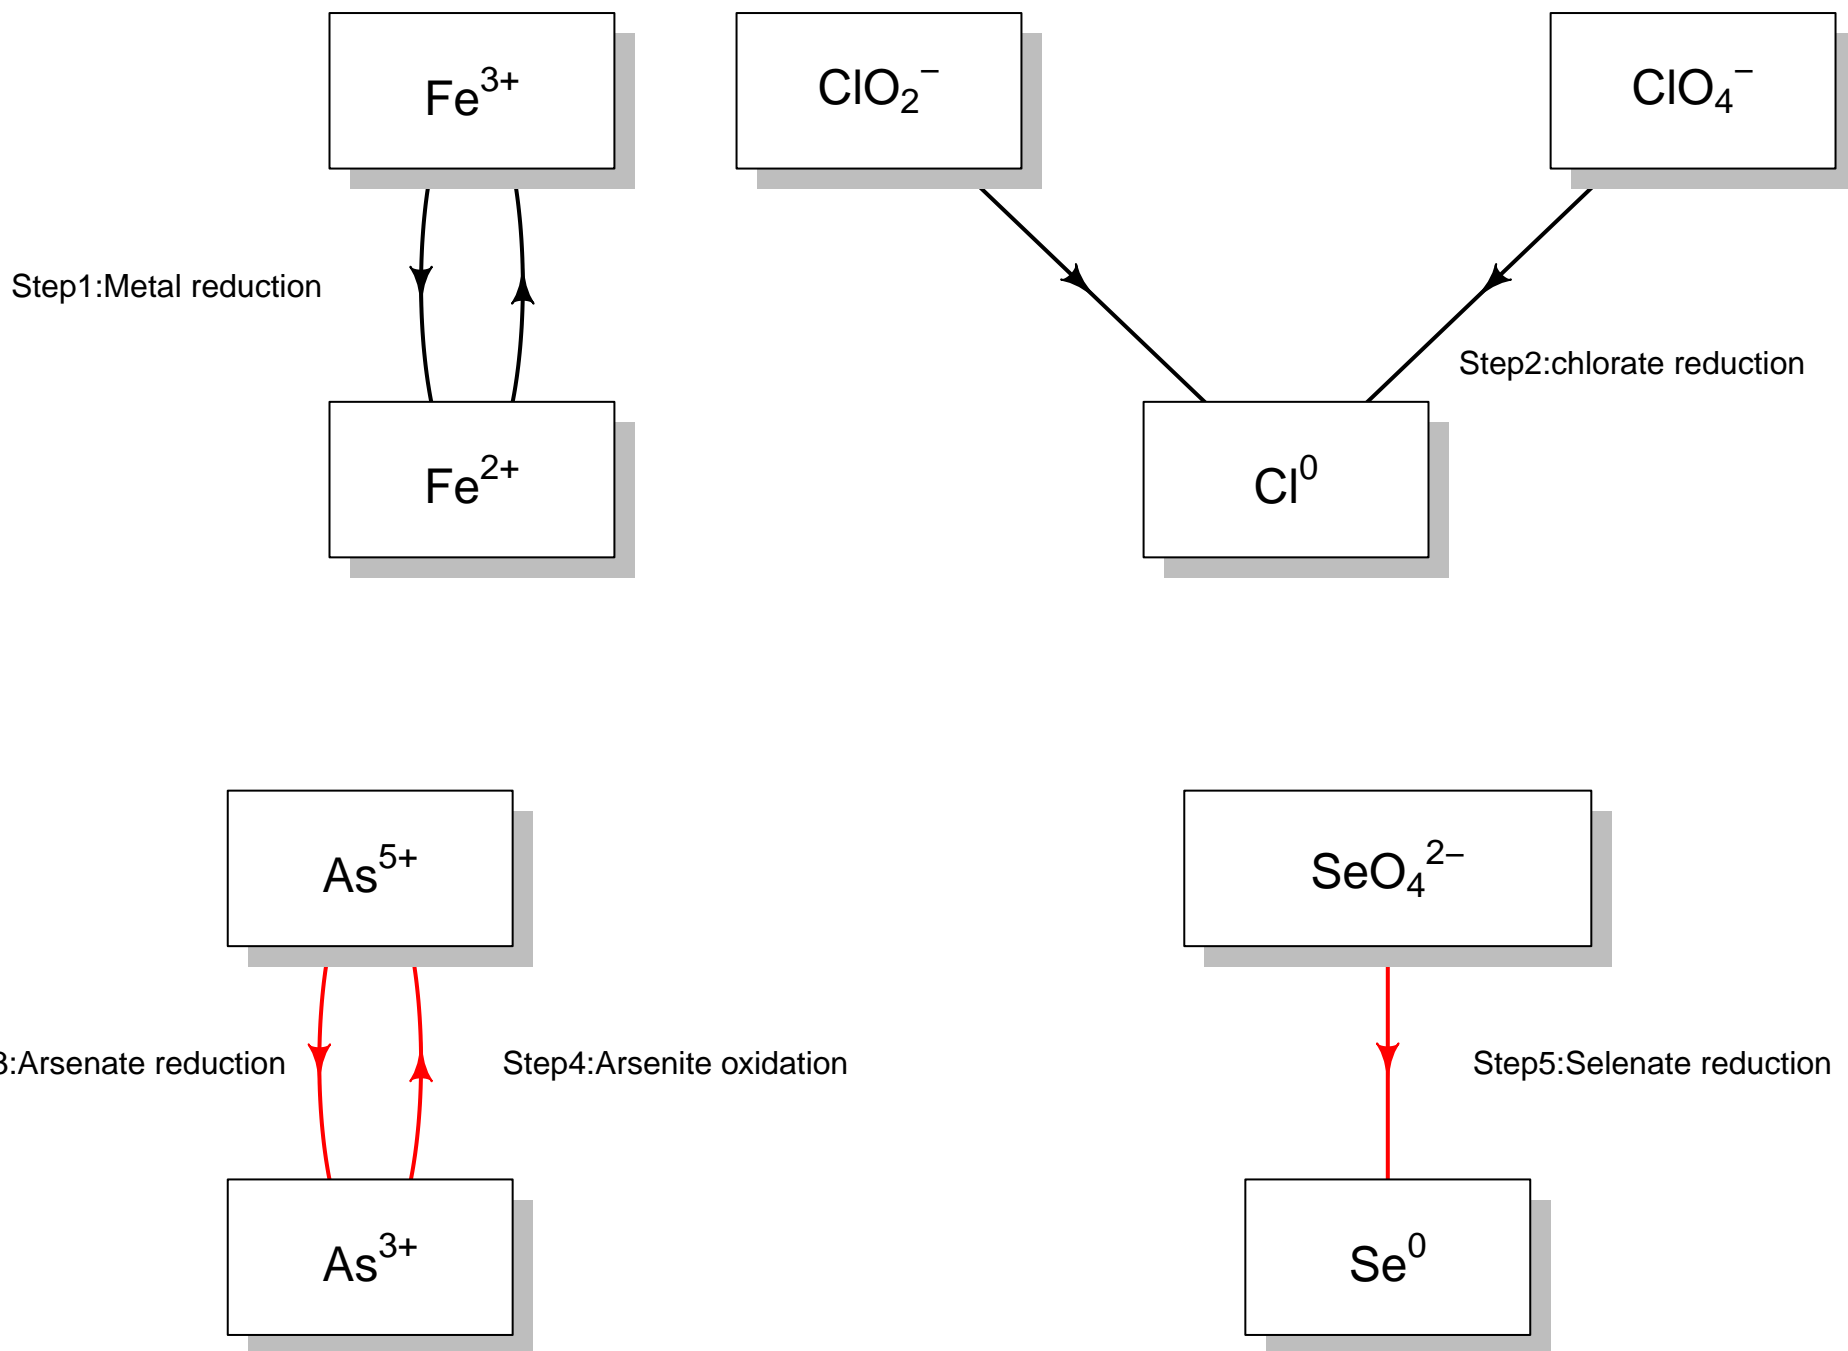 Fe³⁺
ClO₂⁻
ClO₄⁻
Step1:Metal reduction
Step2:chlorate reduction
Fe²⁺
Cl⁰
As⁵⁺
SeO₄²⁻
:Arsenate reduction
Step4:Arsenite oxidation
Step5:Selenate reduction
As³⁺
Se⁰